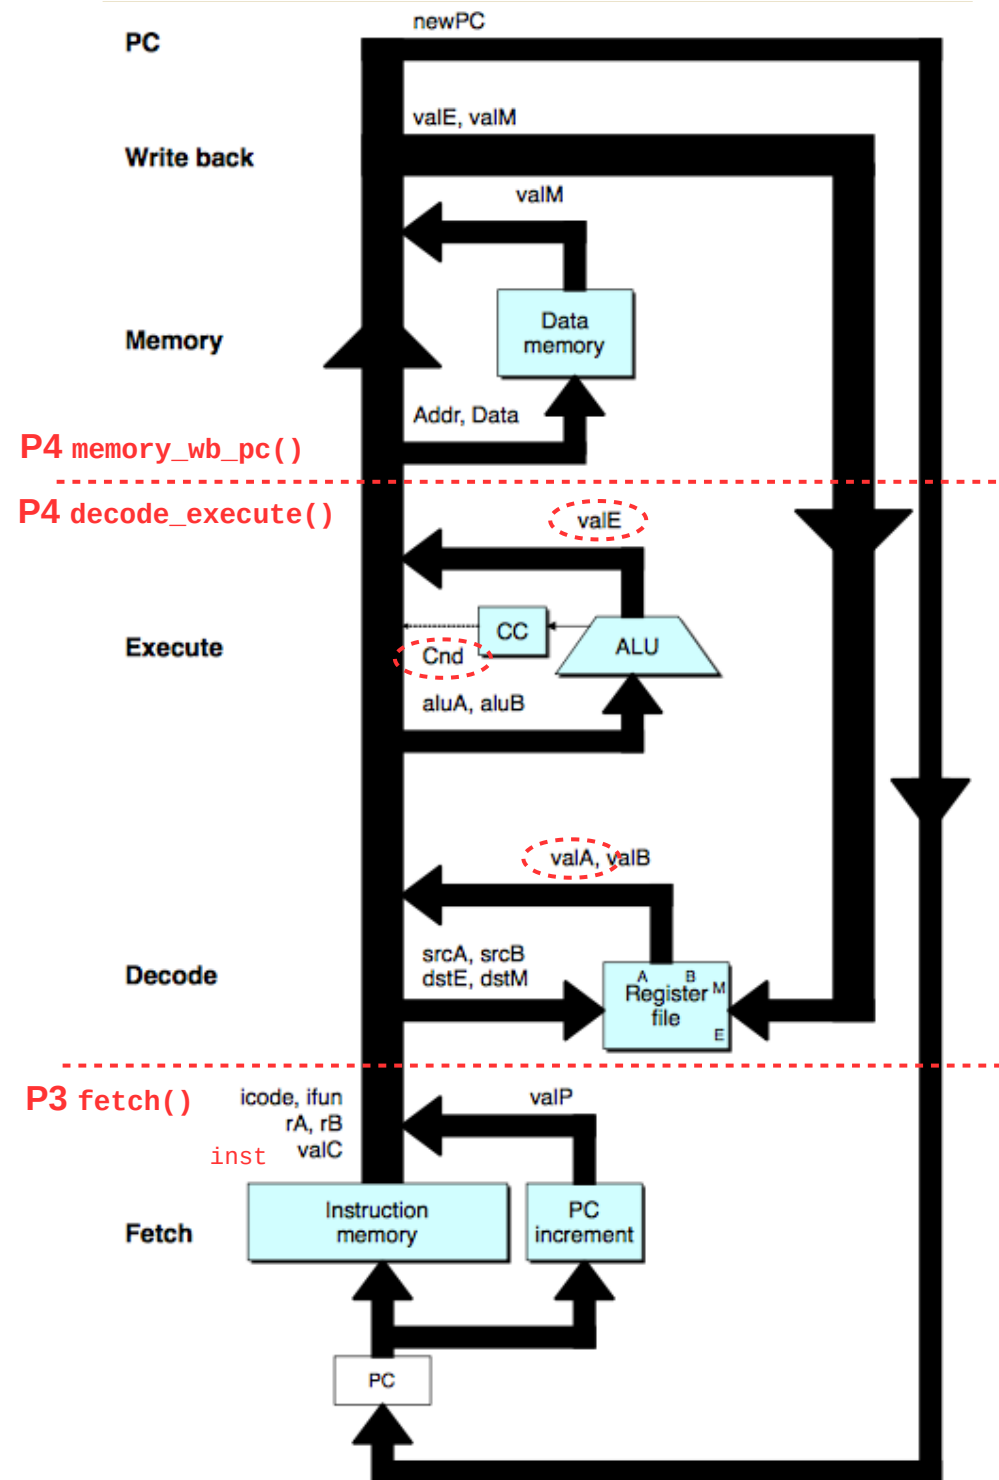 newPC
PC
valE, valM
Write back
valM
Data
memory
Memory
Addr, Data
P4 memory_wb_pc()
P4 decode_execute()
valE
CC
ALU
Execute
Cnd
aluA, aluB
valA, valB
srcA, srcB
dstE, dstM
Decode
A B
Register M
file
E
P3 fetch()
icode, ifun
rA, rB
valC
inst
valP
Instruction
memory
PC
increment
Fetch
PC